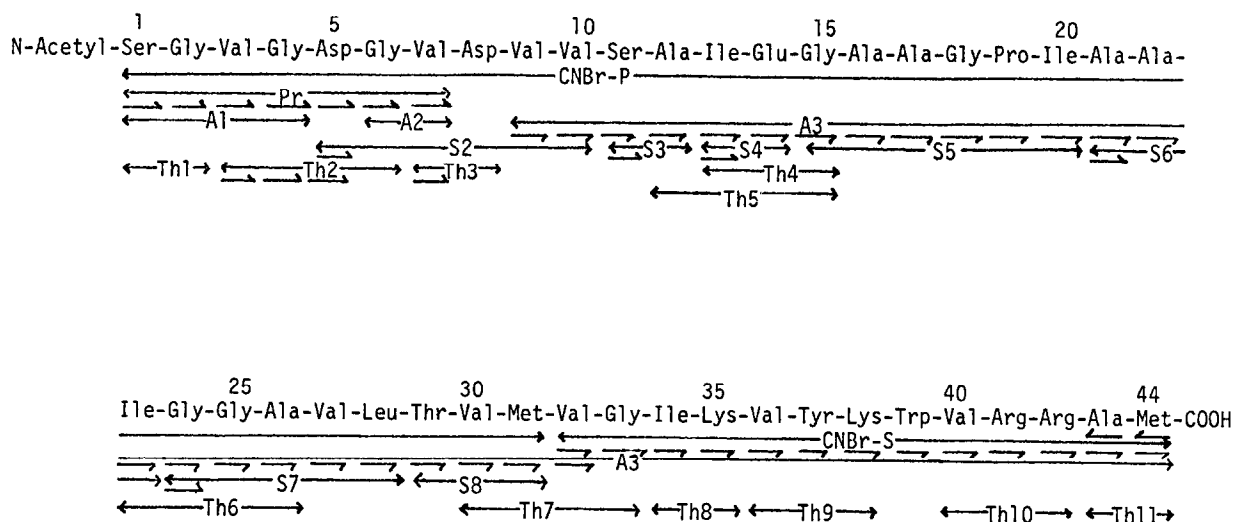 1 5 10 15 20
N-Acetyl-Ser-Gly-Val-Gly-Asp-Gly-Val-Asp-Val-Val-Ser-Ala-Ile-Glu-Gly-Ala-Ala-Gly-Pro-Ile-Ala-Ala-
CNBr-P
Pr
A1 A2 A3
S2 S3 S4 S5 S6
Th1 Th2 Th3 Th4
Th5
25 30 35 40 44
Ile-Gly-Gly-Ala-Val-Leu-Thr-Val-Met-Val-Gly-Ile-Lys-Val-Tyr-Lys-Trp-Val-Arg-Arg-Ala-Met-COOH
CNBr-S
A3
S7 S8
Th6 Th7 Th8 Th9 Th10 Th11